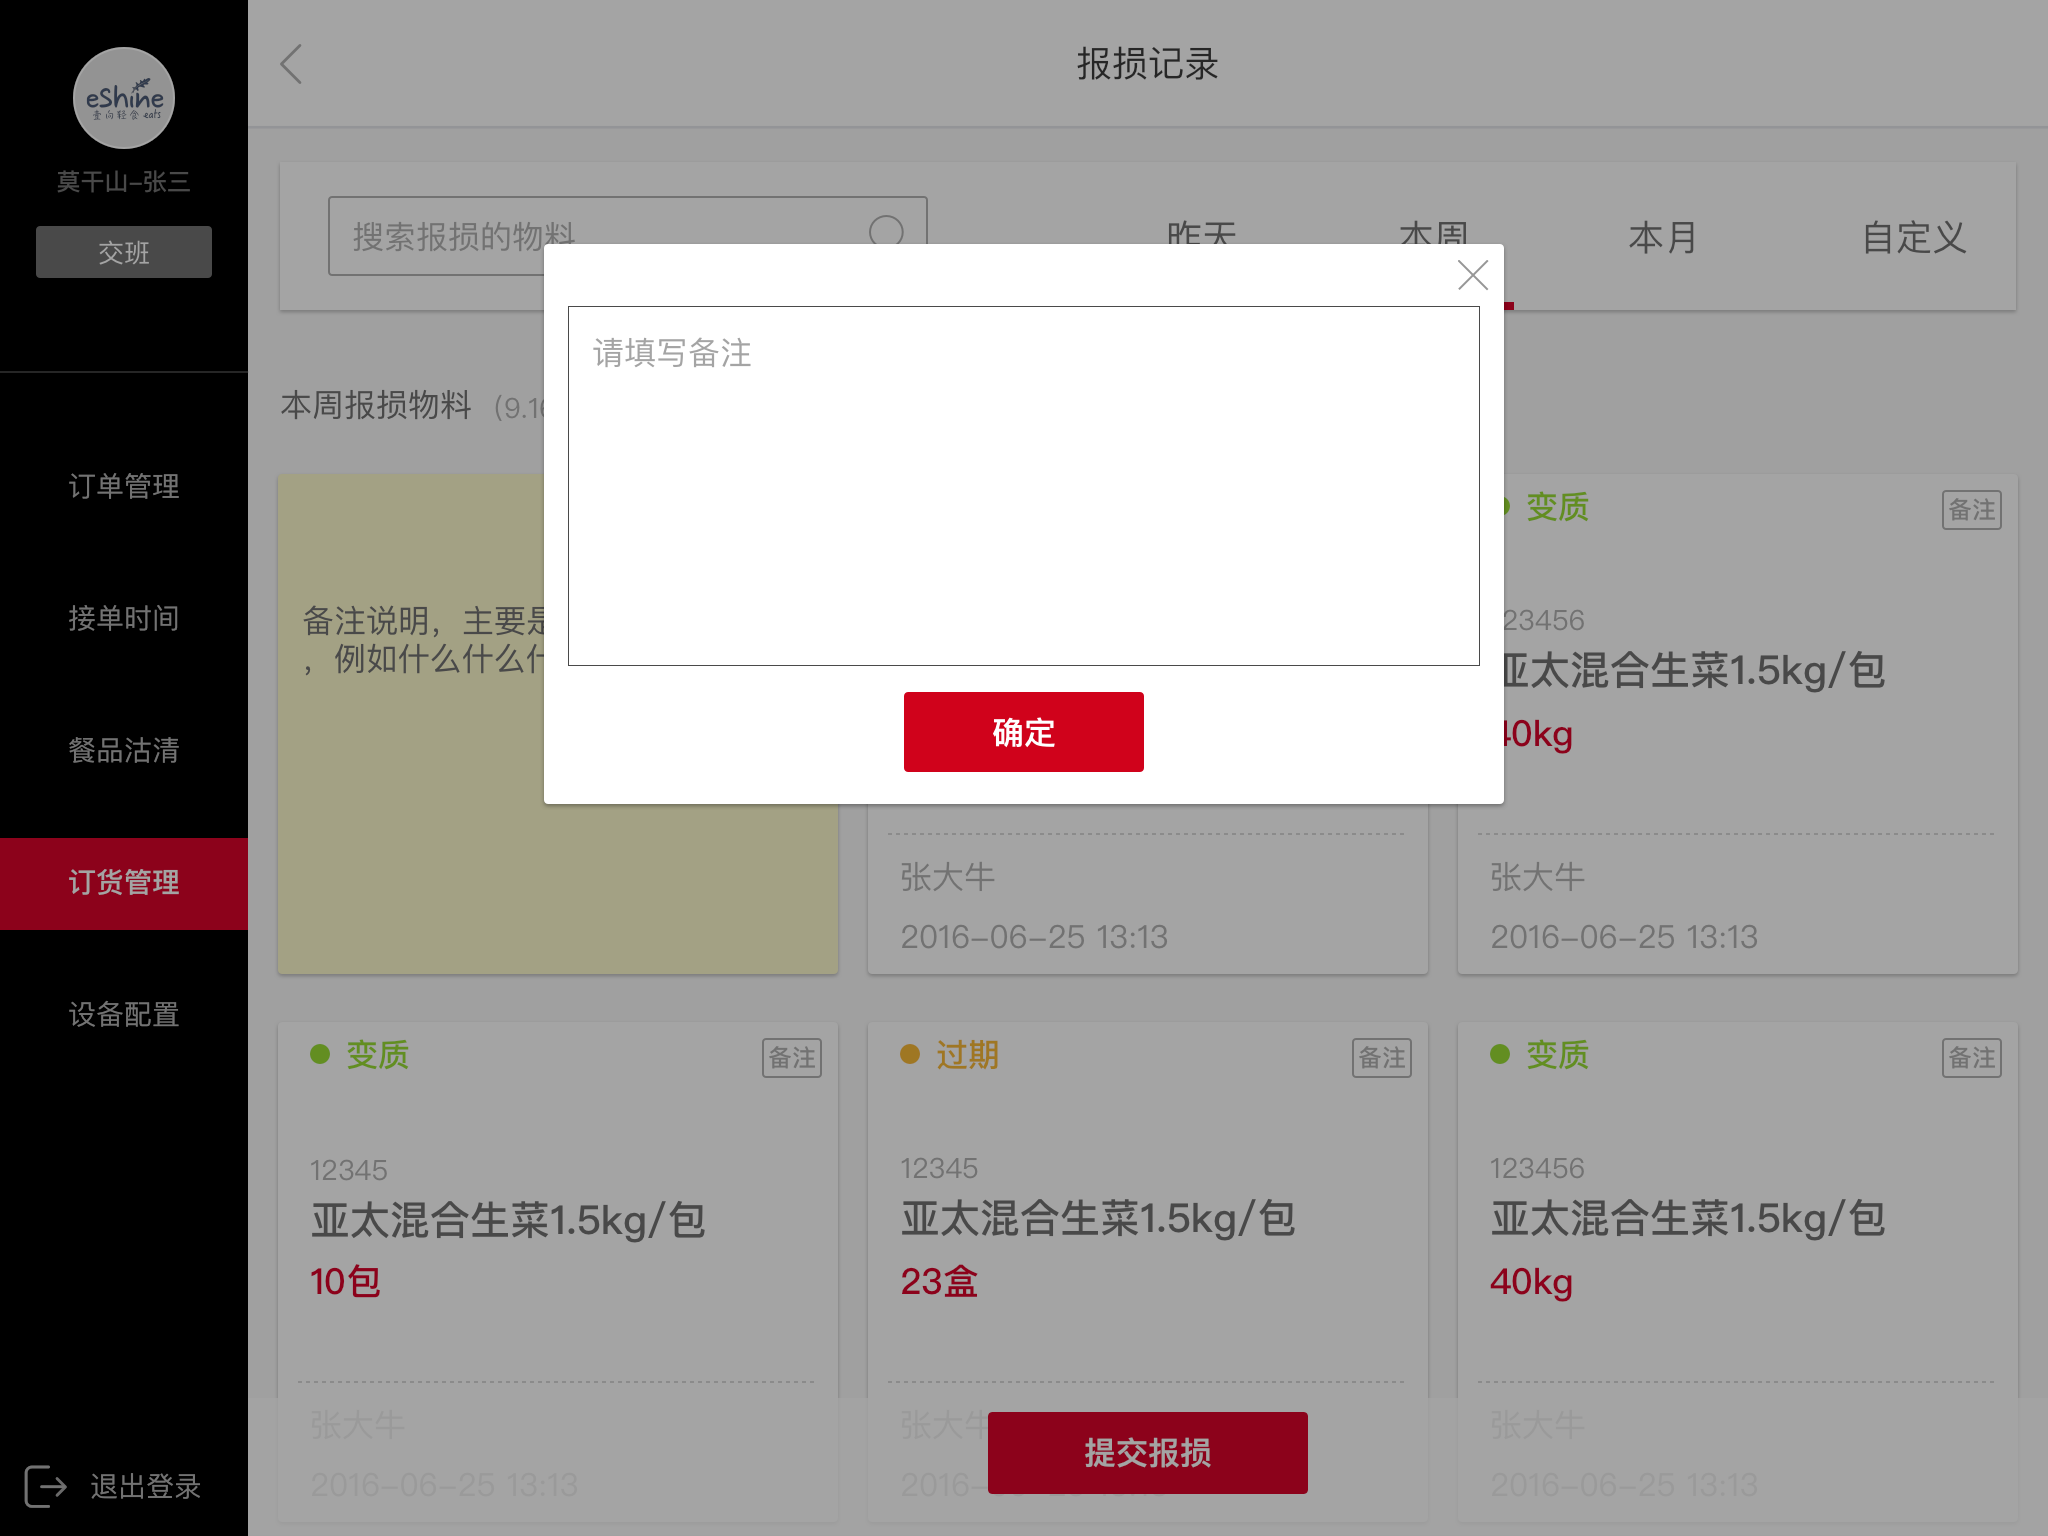 eShine
壹向轻食 eats
莫干山-张三
交班
订单管理
接单时间
餐品沽清
订货管理
设备配置
退出登录
报损记录
搜索报损的物料
昨天
本周
本月
自定义
本周报损物料 (9.16
请填写备注
确定
备注说明，主要是
，例如什么什么什
张大牛
2016-06-25 13:13
变质
备注
23456
亚太混合生菜1.5kg/包
40kg
张大牛
2016-06-25 13:13
变质
备注
12345
亚太混合生菜1.5kg/包
10包
张大牛
2016-06-25 13:13
过期
备注
12345
亚太混合生菜1.5kg/包
23盒
张大牛
2016-
变质
备注
123456
亚太混合生菜1.5kg/包
40kg
张大牛
2016-06-25 13:13
提交报损